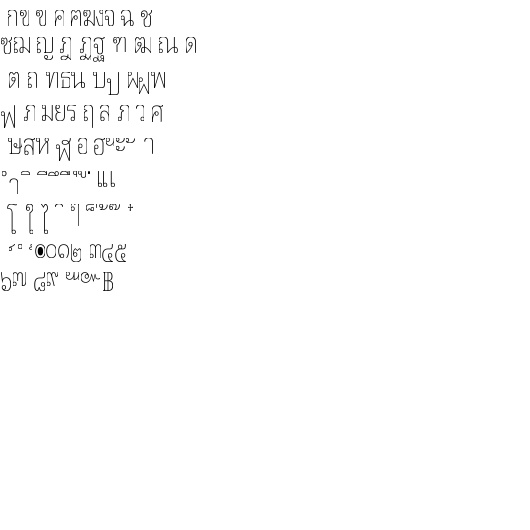 กขฃคฅฆงจฉช
ซฌญฎฏฐฑฒณด
ตถทธนบปผฝพ
ฟภมยรฤลฦวศ
ษสหฬอฮฯะ ั า
ำ ิ ี ึ ื ุ ู ฺ เแ
โใไๅๆ ็ ่ ้ ๊ ๋
์ ํ ๎๏๐๑๒๓๔๕
๖๗๘๙๚๛฿